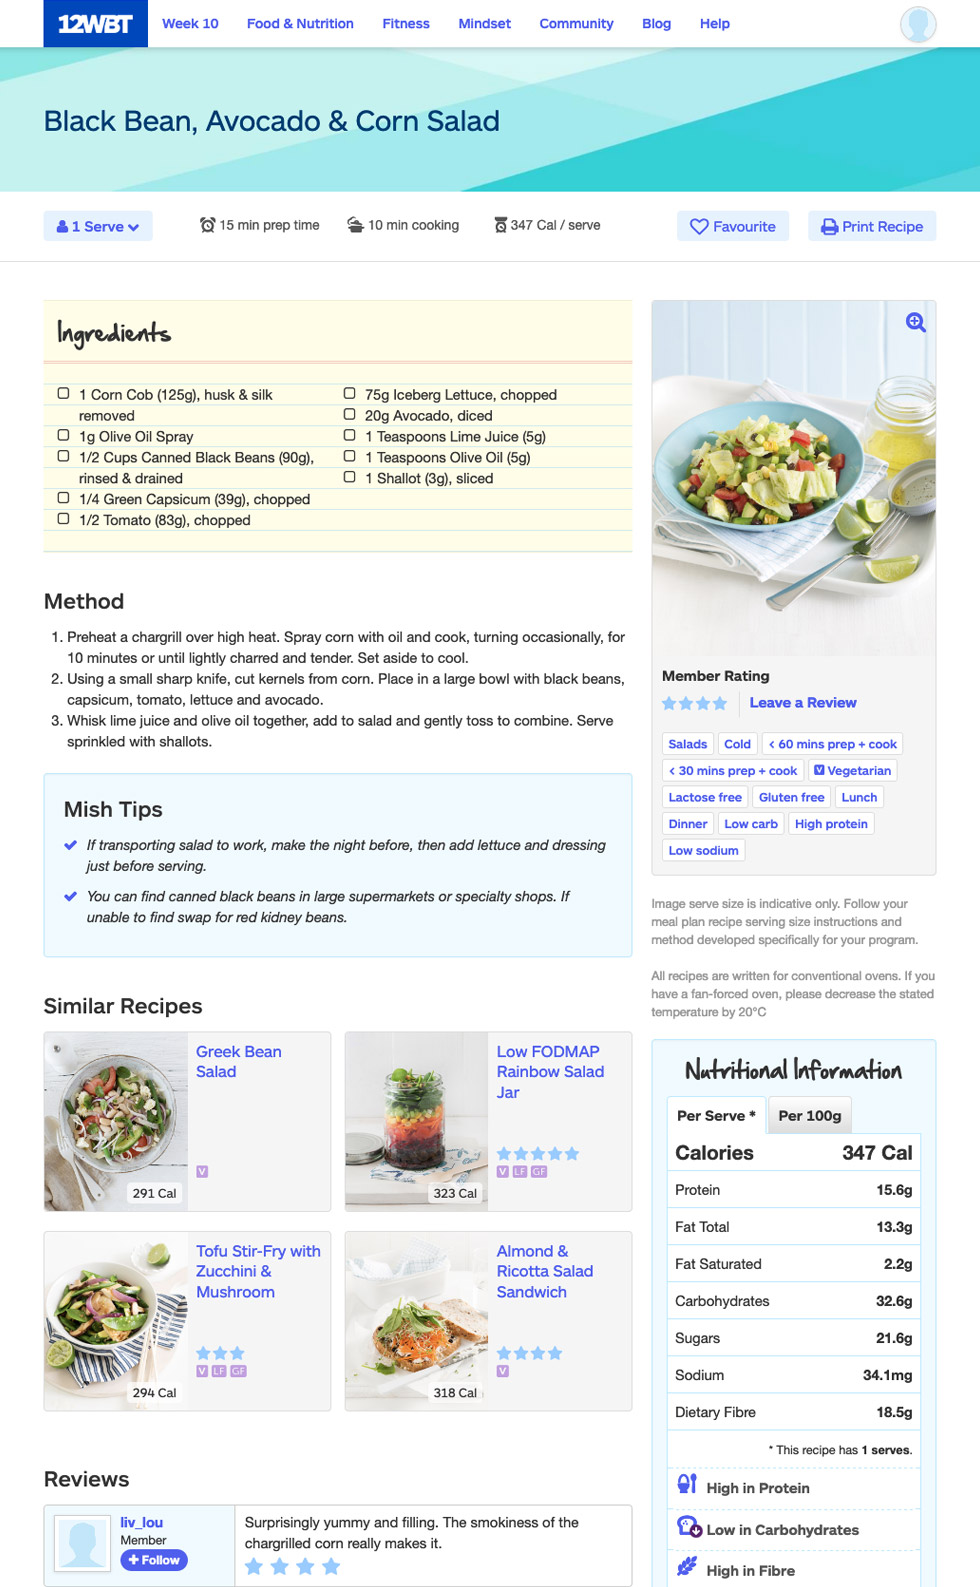 12WBT
Week 10
Food & Nutrition
Fitness
Mindset
Community
Blog
Help
Black Bean, Avocado & Corn Salad
1 Serve
15 min prep time
10 min cooking
347 Cal / serve
Favourite
Print Recipe
Ingredients
1 Corn Cob (125g), husk & silk
removed
1g Olive Oil Spray
1/2 Cups Canned Black Beans (90g),
rinsed & drained
1/4 Green Capsicum (39g), chopped
1/2 Tomato (83g), chopped
75g Iceberg Lettuce, chopped
20g Avocado, diced
1 Teaspoons Lime Juice (5g)
1 Teaspoons Olive Oil (5g)
1 Shallot (3g), sliced
Method
1. Preheat a chargrill over high heat. Spray corn with oil and cook, turning occasionally, for
10 minutes or until lightly charred and tender. Set aside to cool.
2. Using a small sharp knife, cut kernels from corn. Place in a large bowl with black beans,
capsicum, tomato, lettuce and avocado.
3. Whisk lime juice and olive oil together, add to salad and gently toss to combine. Serve
sprinkled with shallots.
Mish Tips
If transporting salad to work, make the night before, then add lettuce and dressing
just before serving.
You can find canned black beans in large supermarkets or specialty shops. If
unable to find swap for red kidney beans.
Similar Recipes
Greek Bean
Salad
V
291 Cal
Low FODMAP
Rainbow Salad
Jar
V LF GF
323 Cal
Tofu Stir-Fry with
Zucchini &
Mushroom
V LF GF
294 Cal
Almond &
Ricotta Salad
Sandwich
V
318 Cal
Reviews
liv_lou
Member
+ Follow
Surprisingly yummy and filling. The smokiness of the
chargrilled corn really makes it.
Member Rating
Leave a Review
Salads
Cold
< 60 mins prep + cook
< 30 mins prep + cook
V Vegetarian
Lactose free
Gluten free
Lunch
Dinner
Low carb
High protein
Low sodium
Image serve size is indicative only. Follow your
meal plan recipe serving size instructions and
method developed specifically for your program.
All recipes are written for conventional ovens. If you
have a fan-forced oven, please decrease the stated
temperature by 20°C
Nutritional Information
Per Serve *
Per 100g
Calories 347 Cal
Protein 15.6g
Fat Total 13.3g
Fat Saturated 2.2g
Carbohydrates 32.6g
Sugars 21.6g
Sodium 34.1mg
Dietary Fibre 18.5g
* This recipe has 1 serves.
High in Protein
Low in Carbohydrates
High in Fibre